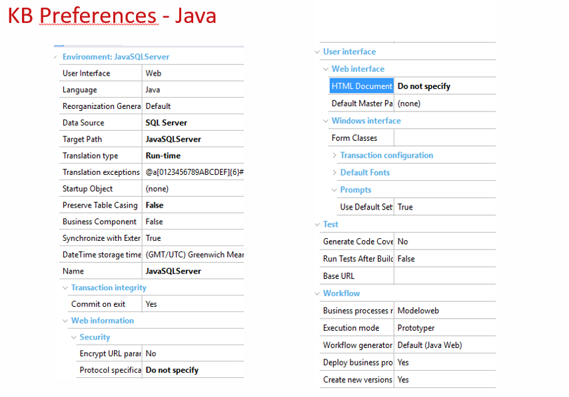 KB Preferences - Java
Environment: JavaSQLServer
User Interface Web
Language Java
Reorganization Genera Default
Data Source SQL Server
Target Path JavaSQLServer
Translation type Run-time
Translation exceptions @a[0123456789ABCDEF]{6}#
Startup Object (none)
Preserve Table Casing False
Business Component False
Synchronize with Exter True
DateTime storage time (GMT/UTC) Greenwich Mear
Name JavaSQLServer
Transaction integrity
Commit on exit Yes
Web information
Security
Encrypt URL parar No
Protocol specifica Do not specify
User interface
Web interface
HTML Document Do not specify
Default Master Pa (none)
Windows interface
Form Classes
Transaction configuration
Default Fonts
Prompts
Use Default Set True
Test
Generate Code Cove No
Run Tests After Builc False
Base URL
Workflow
Business processes r Modeloweb
Execution mode Prototyper
Workflow generator Default (Java Web)
Deploy business pro Yes
Create new versions Yes